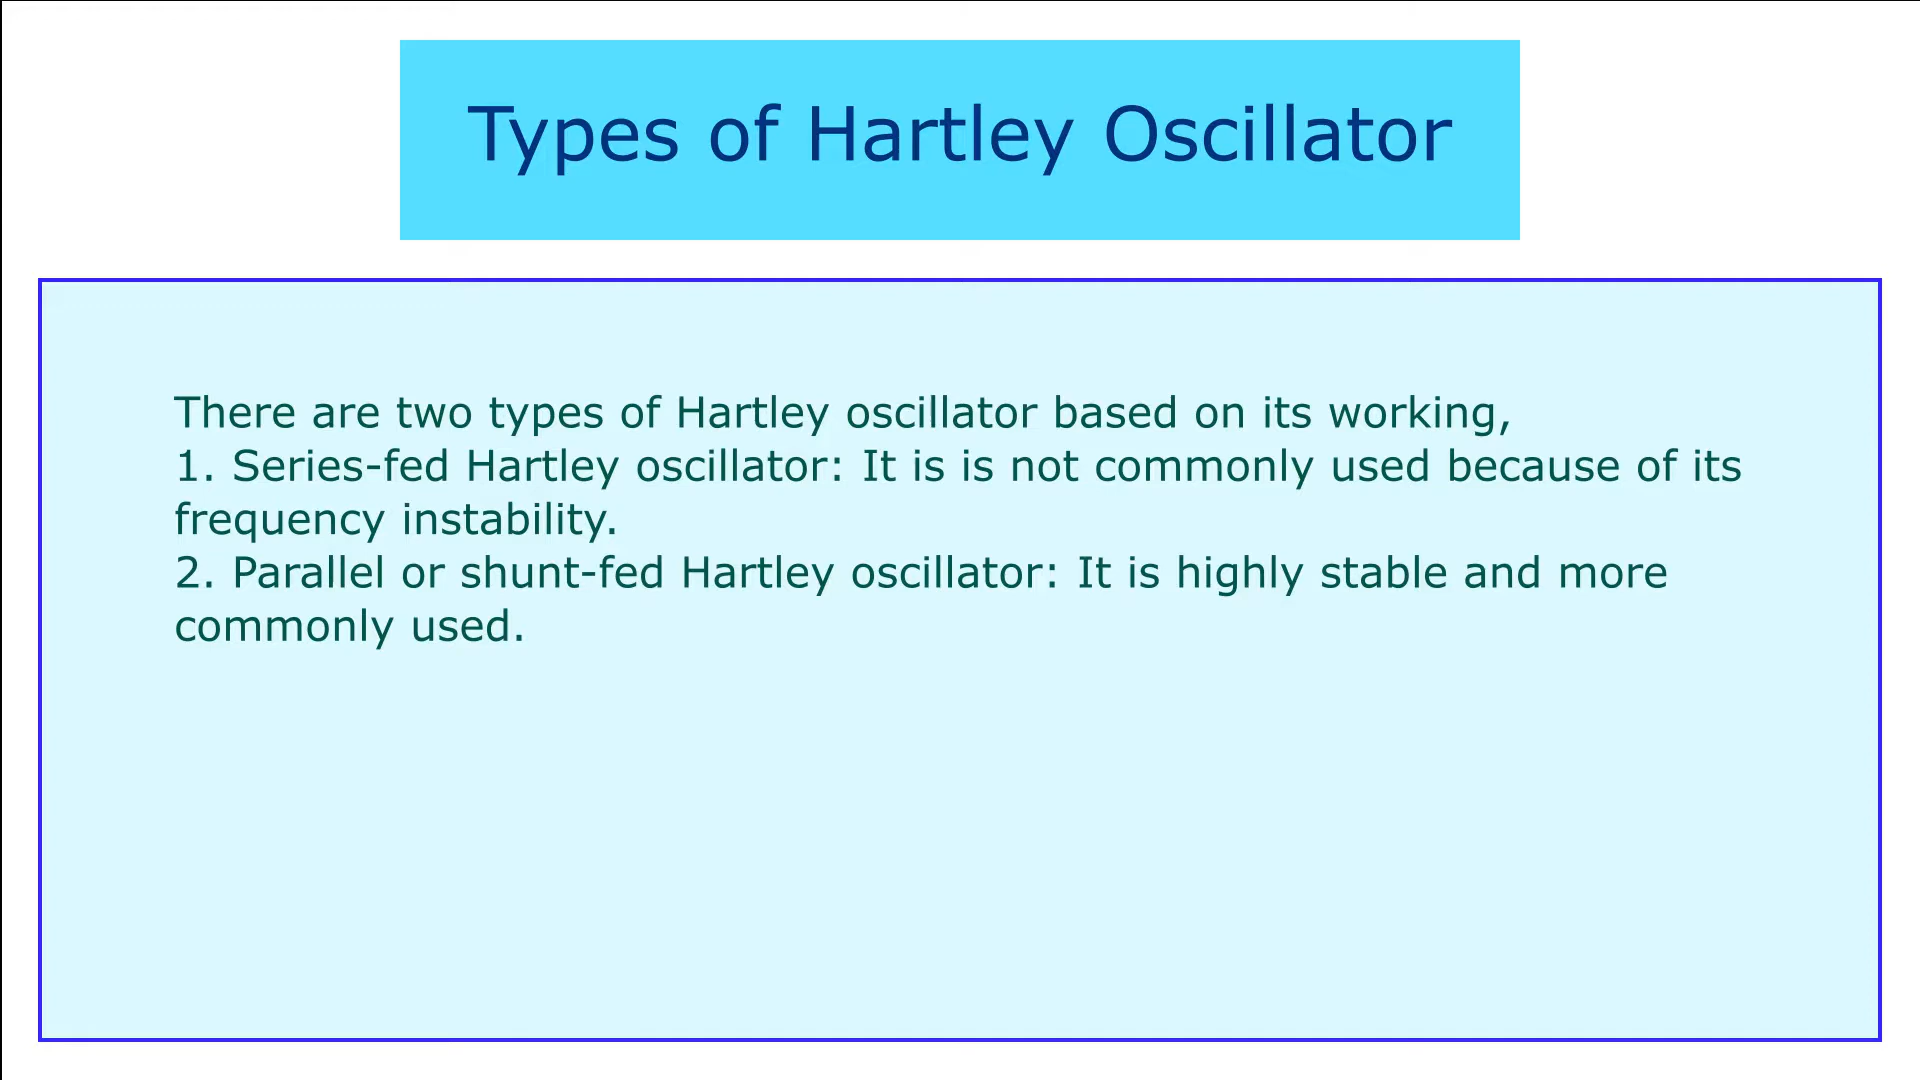 Types of Hartley Oscillator
There are two types of Hartley oscillator based on its working,
1. Series-fed Hartley oscillator: It is is not commonly used because of its
frequency instability.
2. Parallel or shunt-fed Hartley oscillator: It is highly stable and more
commonly used.